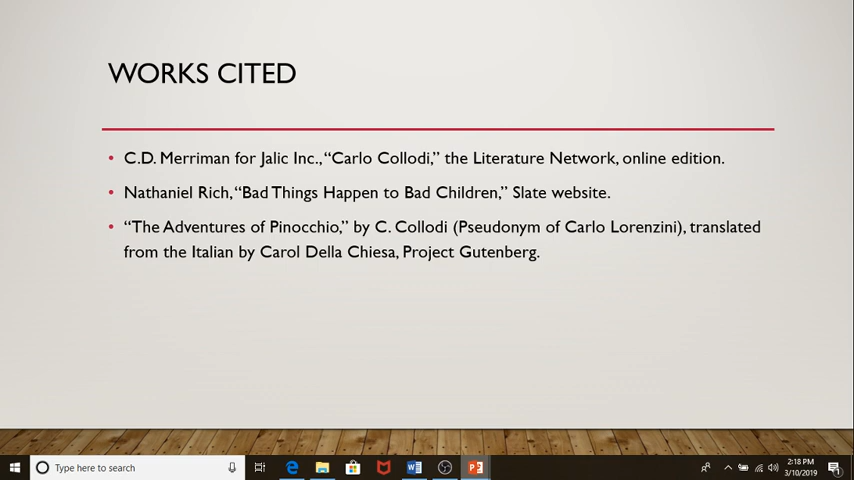 WORKS CITED
• C.D. Merriman for Jalic Inc., “Carlo Collodi,” the Literature Network, online edition.
• Nathaniel Rich, “Bad Things Happen to Bad Children,” Slate website.
• “The Adventures of Pinocchio,” by C. Collodi (Pseudonym of Carlo Lorenzini), translated
from the Italian by Carol Della Chiesa, Project Gutenberg.
Type here to search
2:18 PM
3/10/2019